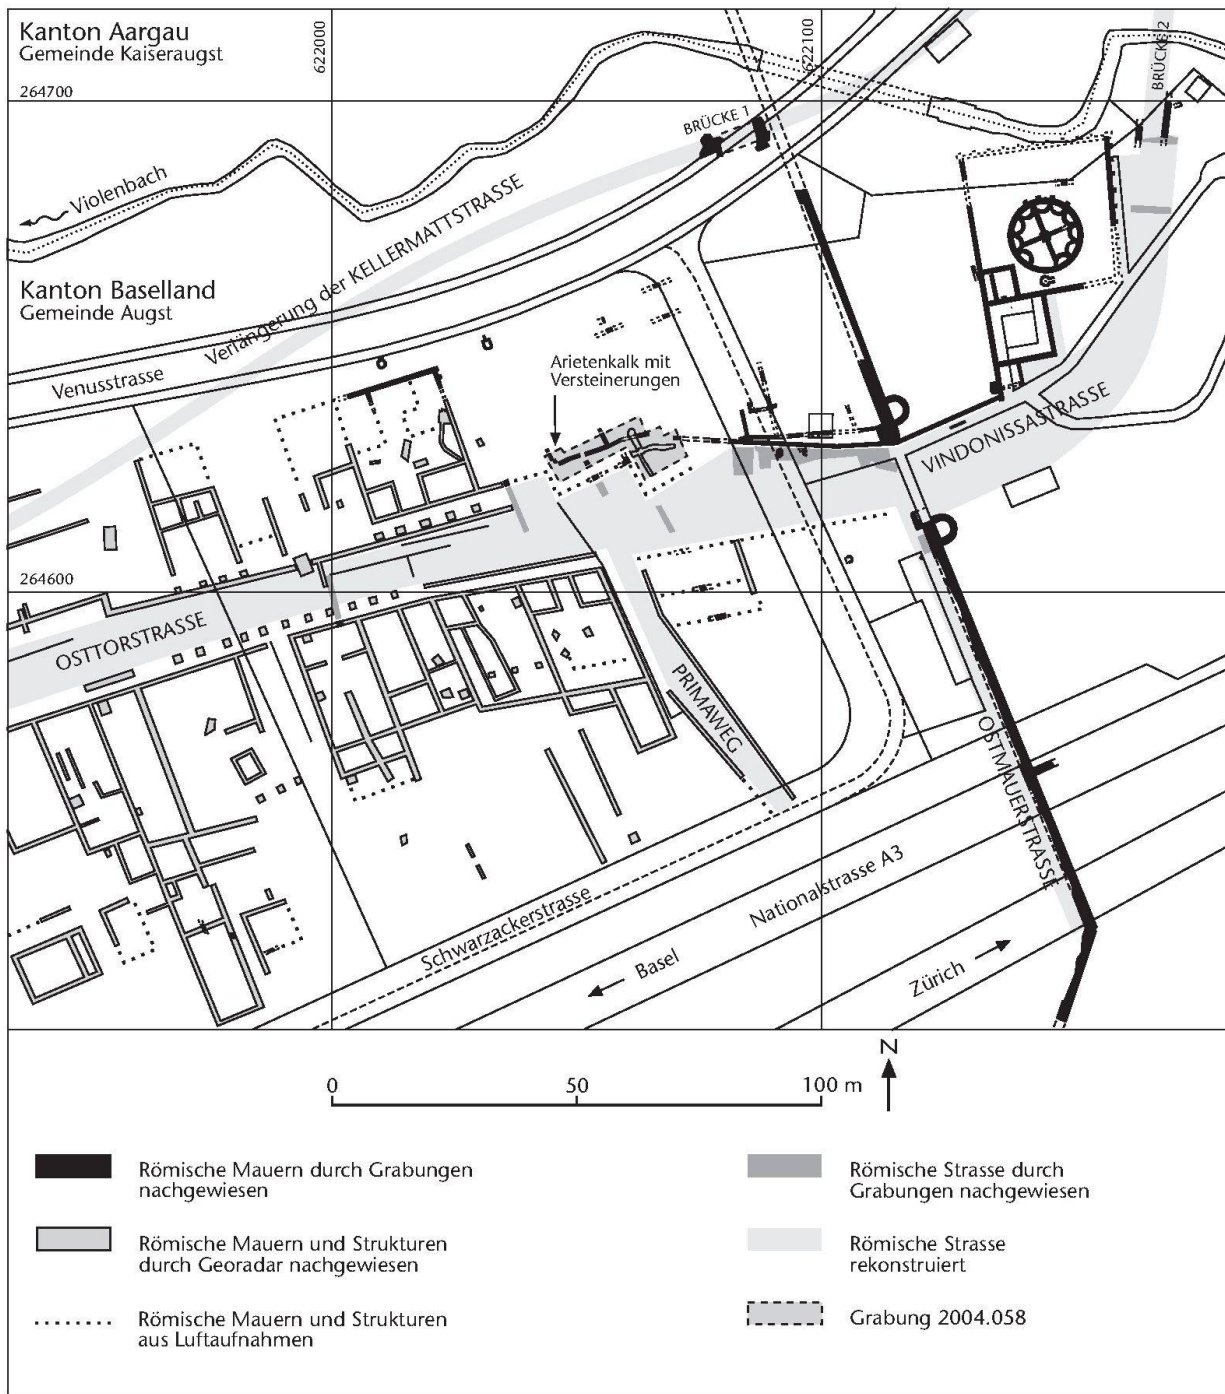 Kanton Aargau
Gemeinde Kaiseraugst
622000
622100
BRÜCKE 2
264700
BRÜCKE 1
Violenbach
Verlängerung der KELLERMATTSTRASSE
Kanton Baselland
Gemeinde Augst
Venusstrasse
Arietenkalk mit
Versteinerungen
VINDONISSASTRASSE
264600
OSTTORSTRASSE
PRIMAWEG
OSTMAUERSTRASSE
Schwarzackerstrasse
Nationalstrasse A3
Basel
Zürich
N
0 50 100 m
Römische Mauern durch Grabungen
nachgewiesen
Römische Mauern und Strukturen
durch Georadar nachgewiesen
Römische Mauern und Strukturen
aus Luftaufnahmen
Römische Strasse durch
Grabungen nachgewiesen
Römische Strasse
rekonstruiert
Grabung 2004.058